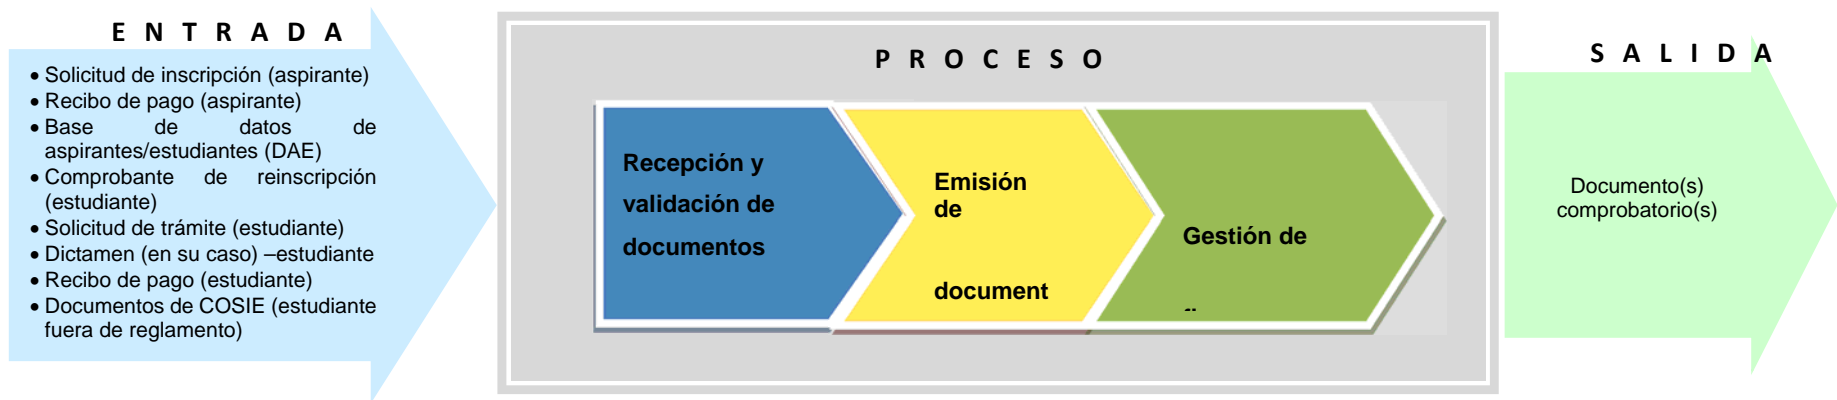 E N T R A D A
• Solicitud de inscripción (aspirante)
• Recibo de pago (aspirante)
• Base de datos de
aspirantes/estudiantes (DAE)
• Comprobante de reinscripción
(estudiante)
• Solicitud de trámite (estudiante)
• Dictamen (en su caso) –estudiante
• Recibo de pago (estudiante)
• Documentos de COSIE (estudiante
fuera de reglamento)
P R O C E S O
Recepción y
validación de
documentos
Emisión
de
document
Gestión de
S A L I D A
Documento(s)
comprobatorio(s)